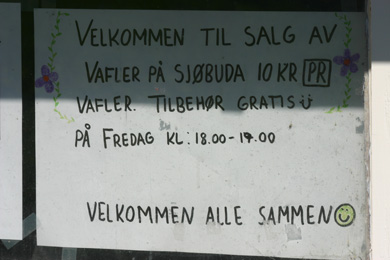 VELKOMMEN TIL SALG AV
VAFLER PÅ SJØBUDA 10 KR PR
VAFLER. TILBEHØR GRATIS
PÅ FREDAG KL: 18.00-19.00
VELKOMMEN ALLE SAMMEN